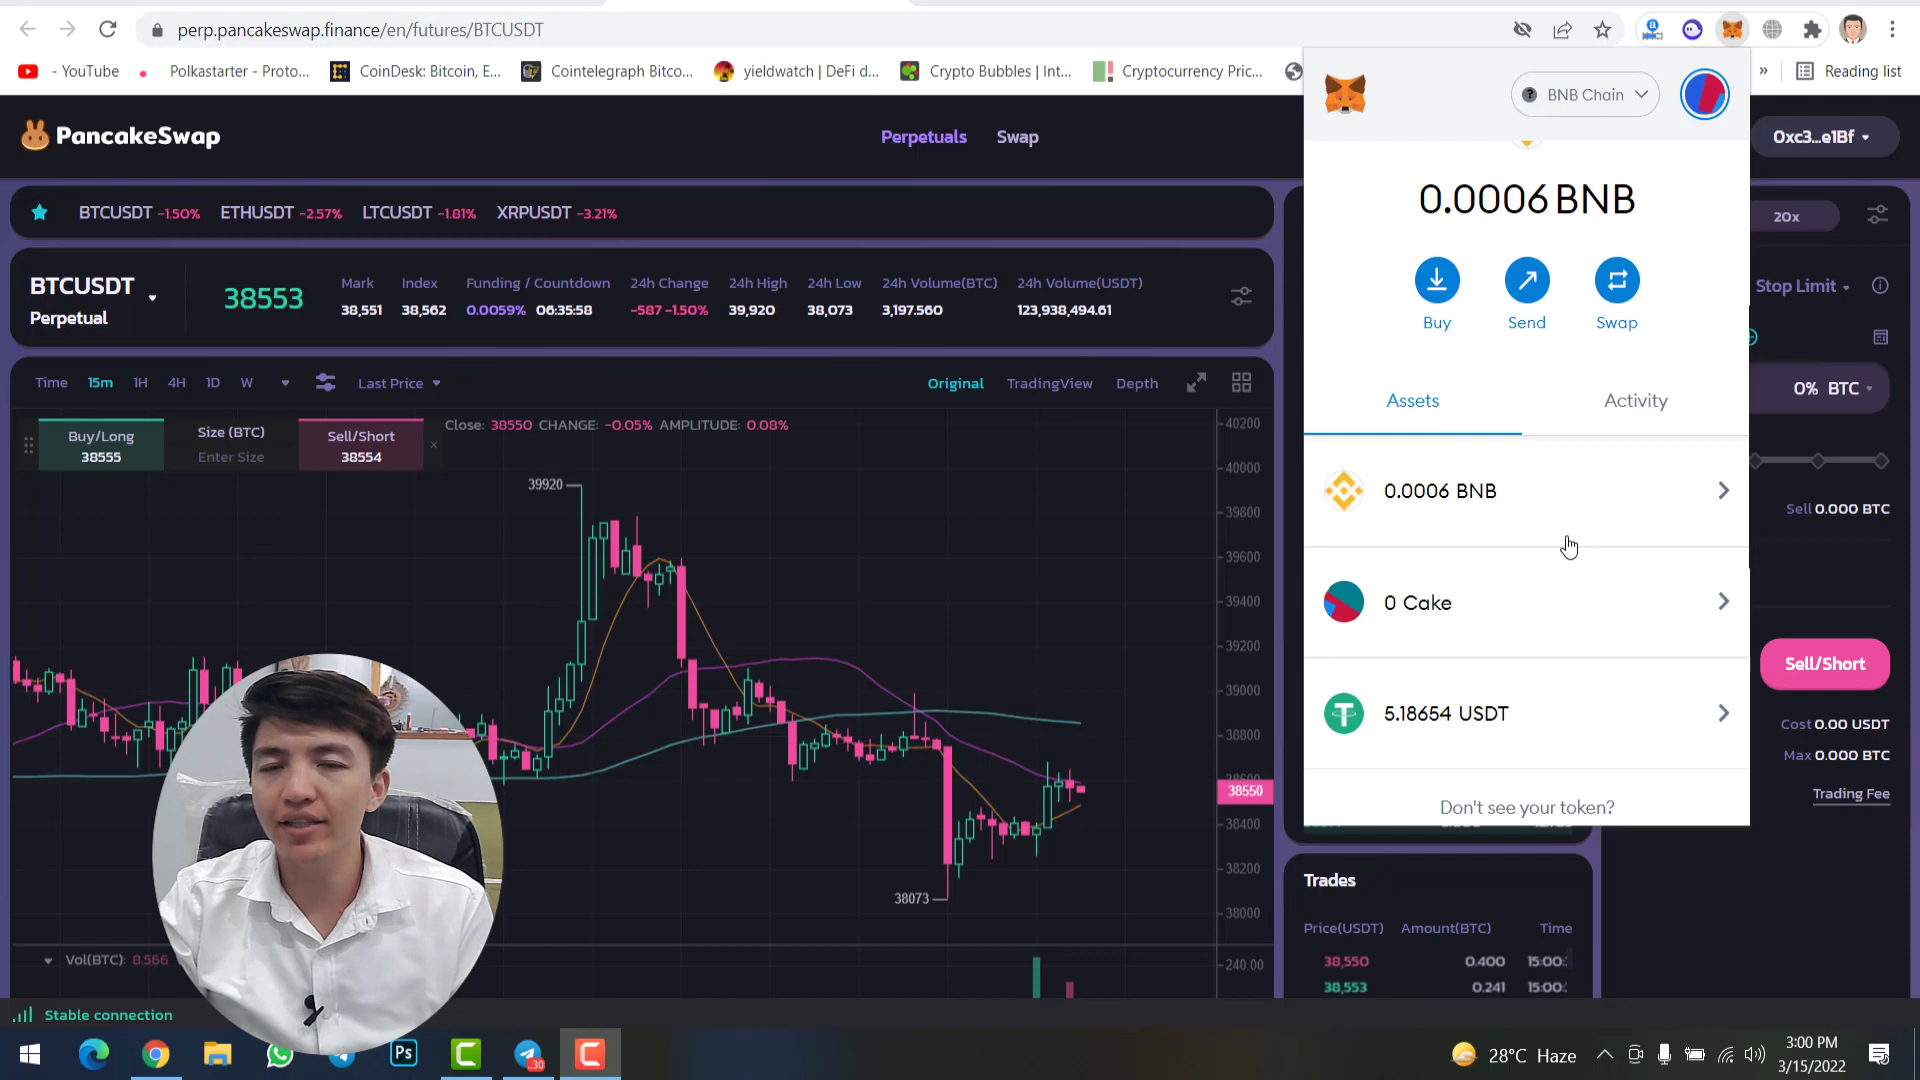 perp.pancakeswap.finance/en/futures/BTCUSDT
- YouTube
Polkastarter - Proto...
CoinDesk: Bitcoin, E...
Cointelegraph Bitco...
yieldwatch | DeFi d...
Crypto Bubbles | Int...
Cryptocurrency Pric...
»
Reading list
PancakeSwap
Perpetuals
Swap
BNB Chain
0xc3...e1Bf
BTCUSDT -1.50%
ETHUSDT -2.57%
LTCUSDT -1.81%
XRPUSDT -3.21%
0.0006 BNB
20x
BTCUSDT
Perpetual
38553
Mark
38,551
Index
38,562
Funding / Countdown
0.0059% 06:35:58
24h Change
-587 -1.50%
24h High
39,920
24h Low
38,073
24h Volume(BTC)
3,197.560
24h Volume(USDT)
123,938,494.61
Buy
Send
Swap
Stop Limit
Time
15m
1H
4H
1D
W
Last Price
Original
TradingView
Depth
Assets
Activity
0% BTC
Buy/Long
38555
Size (BTC)
Enter Size
Sell/Short
38554
Close: 38550 CHANGE: -0.05% AMPLITUDE: 0.08%
40200
40000
39800
39600
39400
39200
39000
38800
38550
38400
38200
38000
240.00
39920
38073
0.0006 BNB
0 Cake
5.18654 USDT
Don't see your token?
Sell 0.000 BTC
Sell/Short
Cost 0.00 USDT
Max 0.000 BTC
Trading Fee
Trades
Price(USDT)
Amount(BTC)
Time
38,550
0.400
15:00:
38,553
0.241
15:00:
Vol(BTC): 8.566
Stable connection
Ps
30
28°C Haze
3:00 PM
3/15/2022